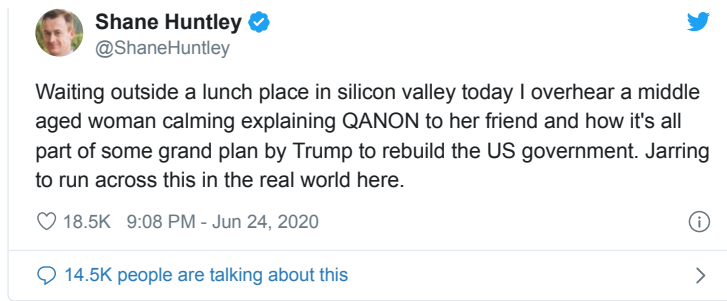 Shane Huntley
@ShaneHuntley
Waiting outside a lunch place in silicon valley today I overhear a middle
aged woman calming explaining QANON to her friend and how it's all
part of some grand plan by Trump to rebuild the US government. Jarring
to run across this in the real world here.
18.5K 9:08 PM - Jun 24, 2020
14.5K people are talking about this